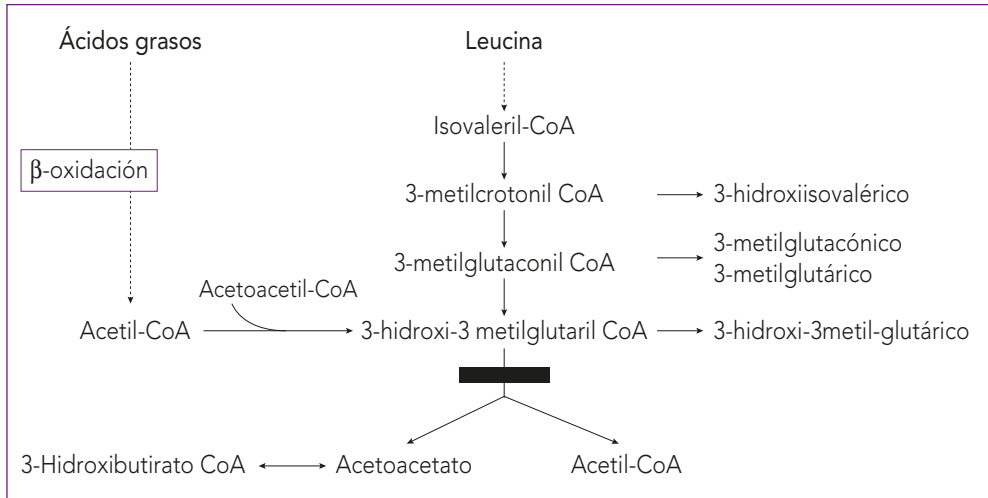 Ácidos grasos
Leucina
Isovaleril-CoA
β-oxidación
3-metilcrotonil CoA
3-hidroxiisovalérico
3-metilglutaconil CoA
3-metilglutacónico
3-metilglutárico
Acetoacetil-CoA
Acetil-CoA
3-hidroxi-3 metilglutaril CoA
3-hidroxi-3metil-glutárico
3-Hidroxibutirato CoA
Acetoacetato
Acetil-CoA